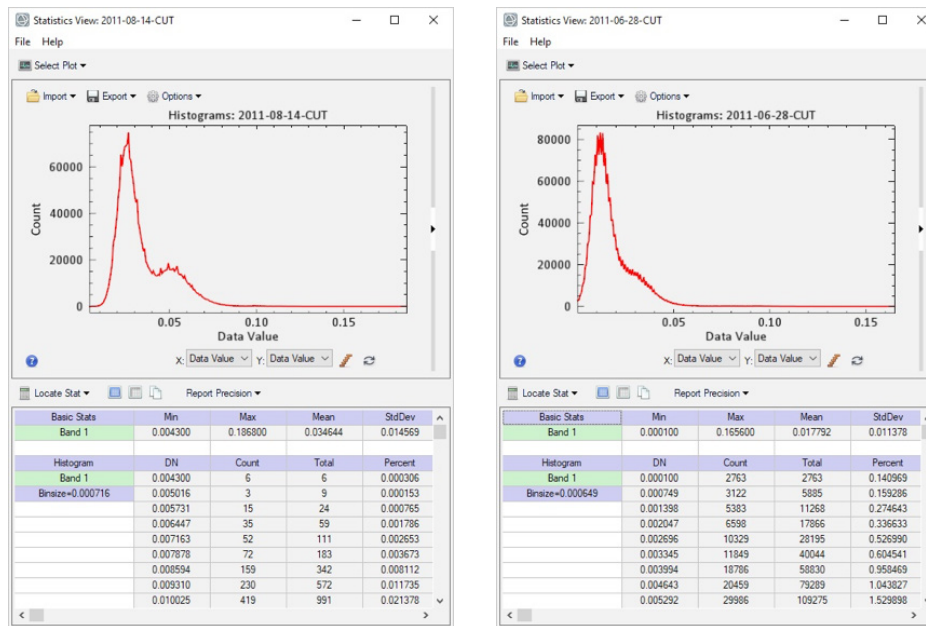 Statistics View: 2011-08-14-CUT
File Help
Select Plot
Import Export Options
Histograms: 2011-08-14-CUT
60000
40000
20000
0
Count
0.05 0.10 0.15
Data Value
X: Data Value Y: Data Value
Locate Stat Report Precision
Basic Stats Min Max Mean StdDev
Band 1 0.004300 0.186800 0.034644 0.014569
Histogram DN Count Total Percent
Band 1 0.004300 6 6 0.000306
Binsize=0.000716 0.005016 3 9 0.000153
0.005731 15 24 0.000765
0.006447 35 59 0.001786
0.007163 52 111 0.002653
0.007878 72 183 0.003673
0.008594 159 342 0.008112
0.009310 230 572 0.011735
0.010025 419 991 0.021378
Statistics View: 2011-06-28-CUT
File Help
Select Plot
Import Export Options
Histograms: 2011-06-28-CUT
80000
60000
40000
20000
0
Count
0.05 0.10 0.15
Data Value
X: Data Value Y: Data Value
Locate Stat Report Precision
Basic Stats Min Max Mean StdDev
Band 1 0.000100 0.165600 0.017792 0.011378
Histogram DN Count Total Percent
Band 1 0.000100 2763 2763 0.140969
Binsize=0.000649 0.000749 3122 5885 0.159286
0.001398 5383 11268 0.274643
0.002047 6598 17866 0.336633
0.002696 10329 28195 0.526990
0.003345 11849 40044 0.604541
0.003994 18786 58830 0.958469
0.004643 20459 79289 1.043827
0.005292 29986 109275 1.529898